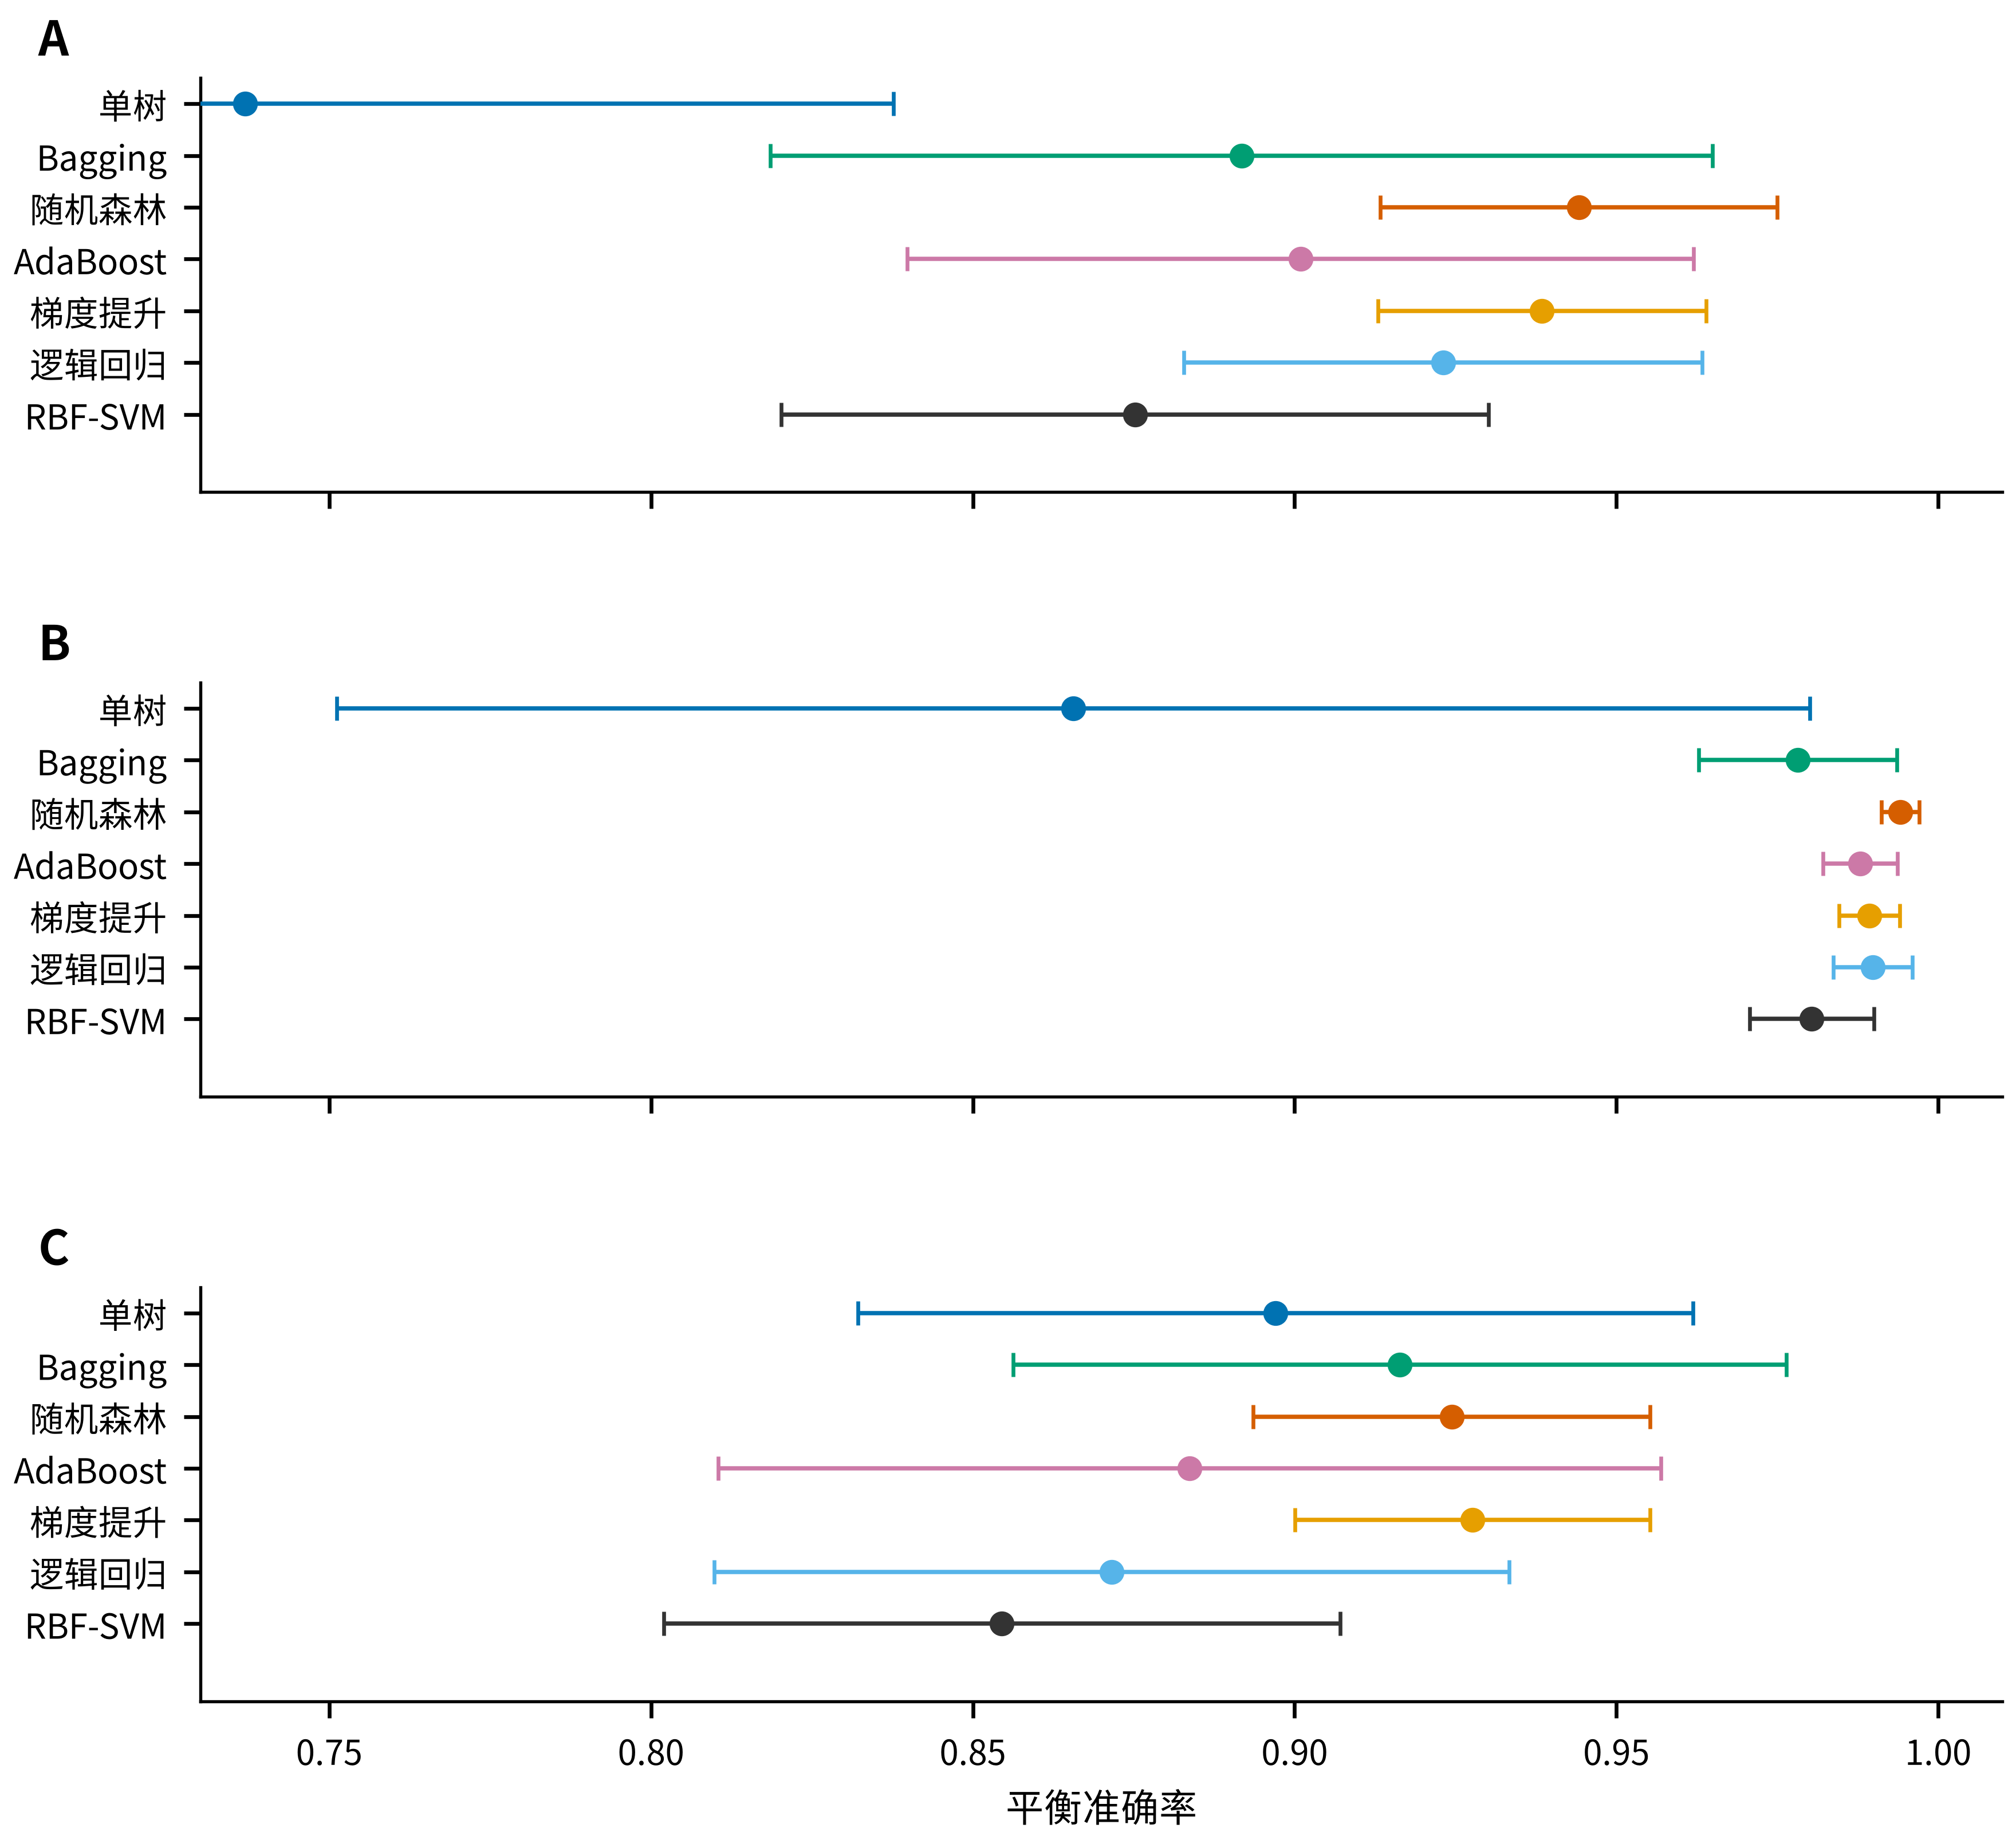 A
单树
Bagging
随机森林
AdaBoost
梯度提升
逻辑回归
RBF-SVM
B
单树
Bagging
随机森林
AdaBoost
梯度提升
逻辑回归
RBF-SVM
C
单树
Bagging
随机森林
AdaBoost
梯度提升
逻辑回归
RBF-SVM
0.75 0.80 0.85 0.90 0.95 1.00
平衡准确率